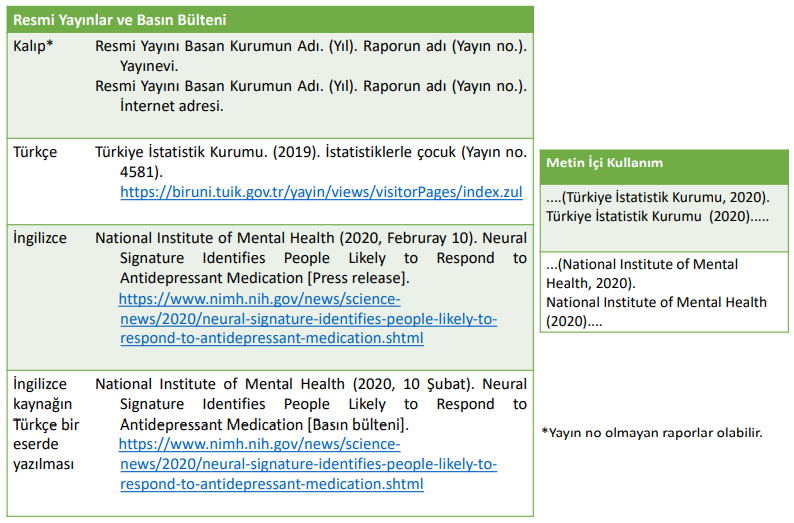 Resmi Yayınlar ve Basın Bülteni
Kalıp*
Resmi Yayını Basan Kurumun Adı. (Yıl). Raporun adı (Yayın no.).
Yayınevi.
Resmi Yayını Basan Kurumun Adı. (Yıl). Raporun adı (Yayın no.).
İnternet adresi.
Türkçe
Türkiye İstatistik Kurumu. (2019). İstatistiklerle çocuk (Yayın no.
4581).
https://biruni.tuik.gov.tr/yayin/views/visitorPages/index.zul
İngilizce
National Institute of Mental Health (2020, Februray 10). Neural
Signature Identifies People Likely to Respond to
Antidepressant Medication [Press release].
https://www.nimh.nih.gov/news/science-
news/2020/neural-signature-identifies-people-likely-to-
respond-to-antidepressant-medication.shtml
İngilizce
kaynağın
Türkçe bir
eserde
yazılması
National Institute of Mental Health (2020, 10 Şubat). Neural
Signature Identifies People Likely to Respond to
Antidepressant Medication [Basın bülteni].
https://www.nimh.nih.gov/news/science-
news/2020/neural-signature-identifies-people-likely-to-
respond-to-antidepressant-medication.shtml
Metin İçi Kullanım
....(Türkiye İstatistik Kurumu, 2020).
Türkiye İstatistik Kurumu (2020).....
...(National Institute of Mental
Health, 2020).
National Institute of Mental Health
(2020)....
*Yayın no olmayan raporlar olabilir.